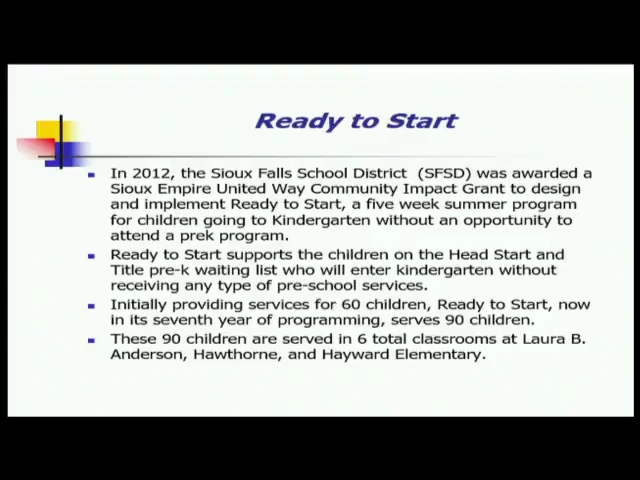 Ready to Start
In 2012, the Sioux Falls School District (SFSD) was awarded a
Sioux Empire United Way Community Impact Grant to design
and implement Ready to Start, a five week summer program
for children going to Kindergarten without an opportunity to
attend a prek program.
Ready to Start supports the children on the Head Start and
Title pre-k waiting list who will enter kindergarten without
receiving any type of pre-school services.
Initially providing services for 60 children, Ready to Start, now
in its seventh year of programming, serves 90 children.
These 90 children are served in 6 total classrooms at Laura B.
Anderson, Hawthorne, and Hayward Elementary.